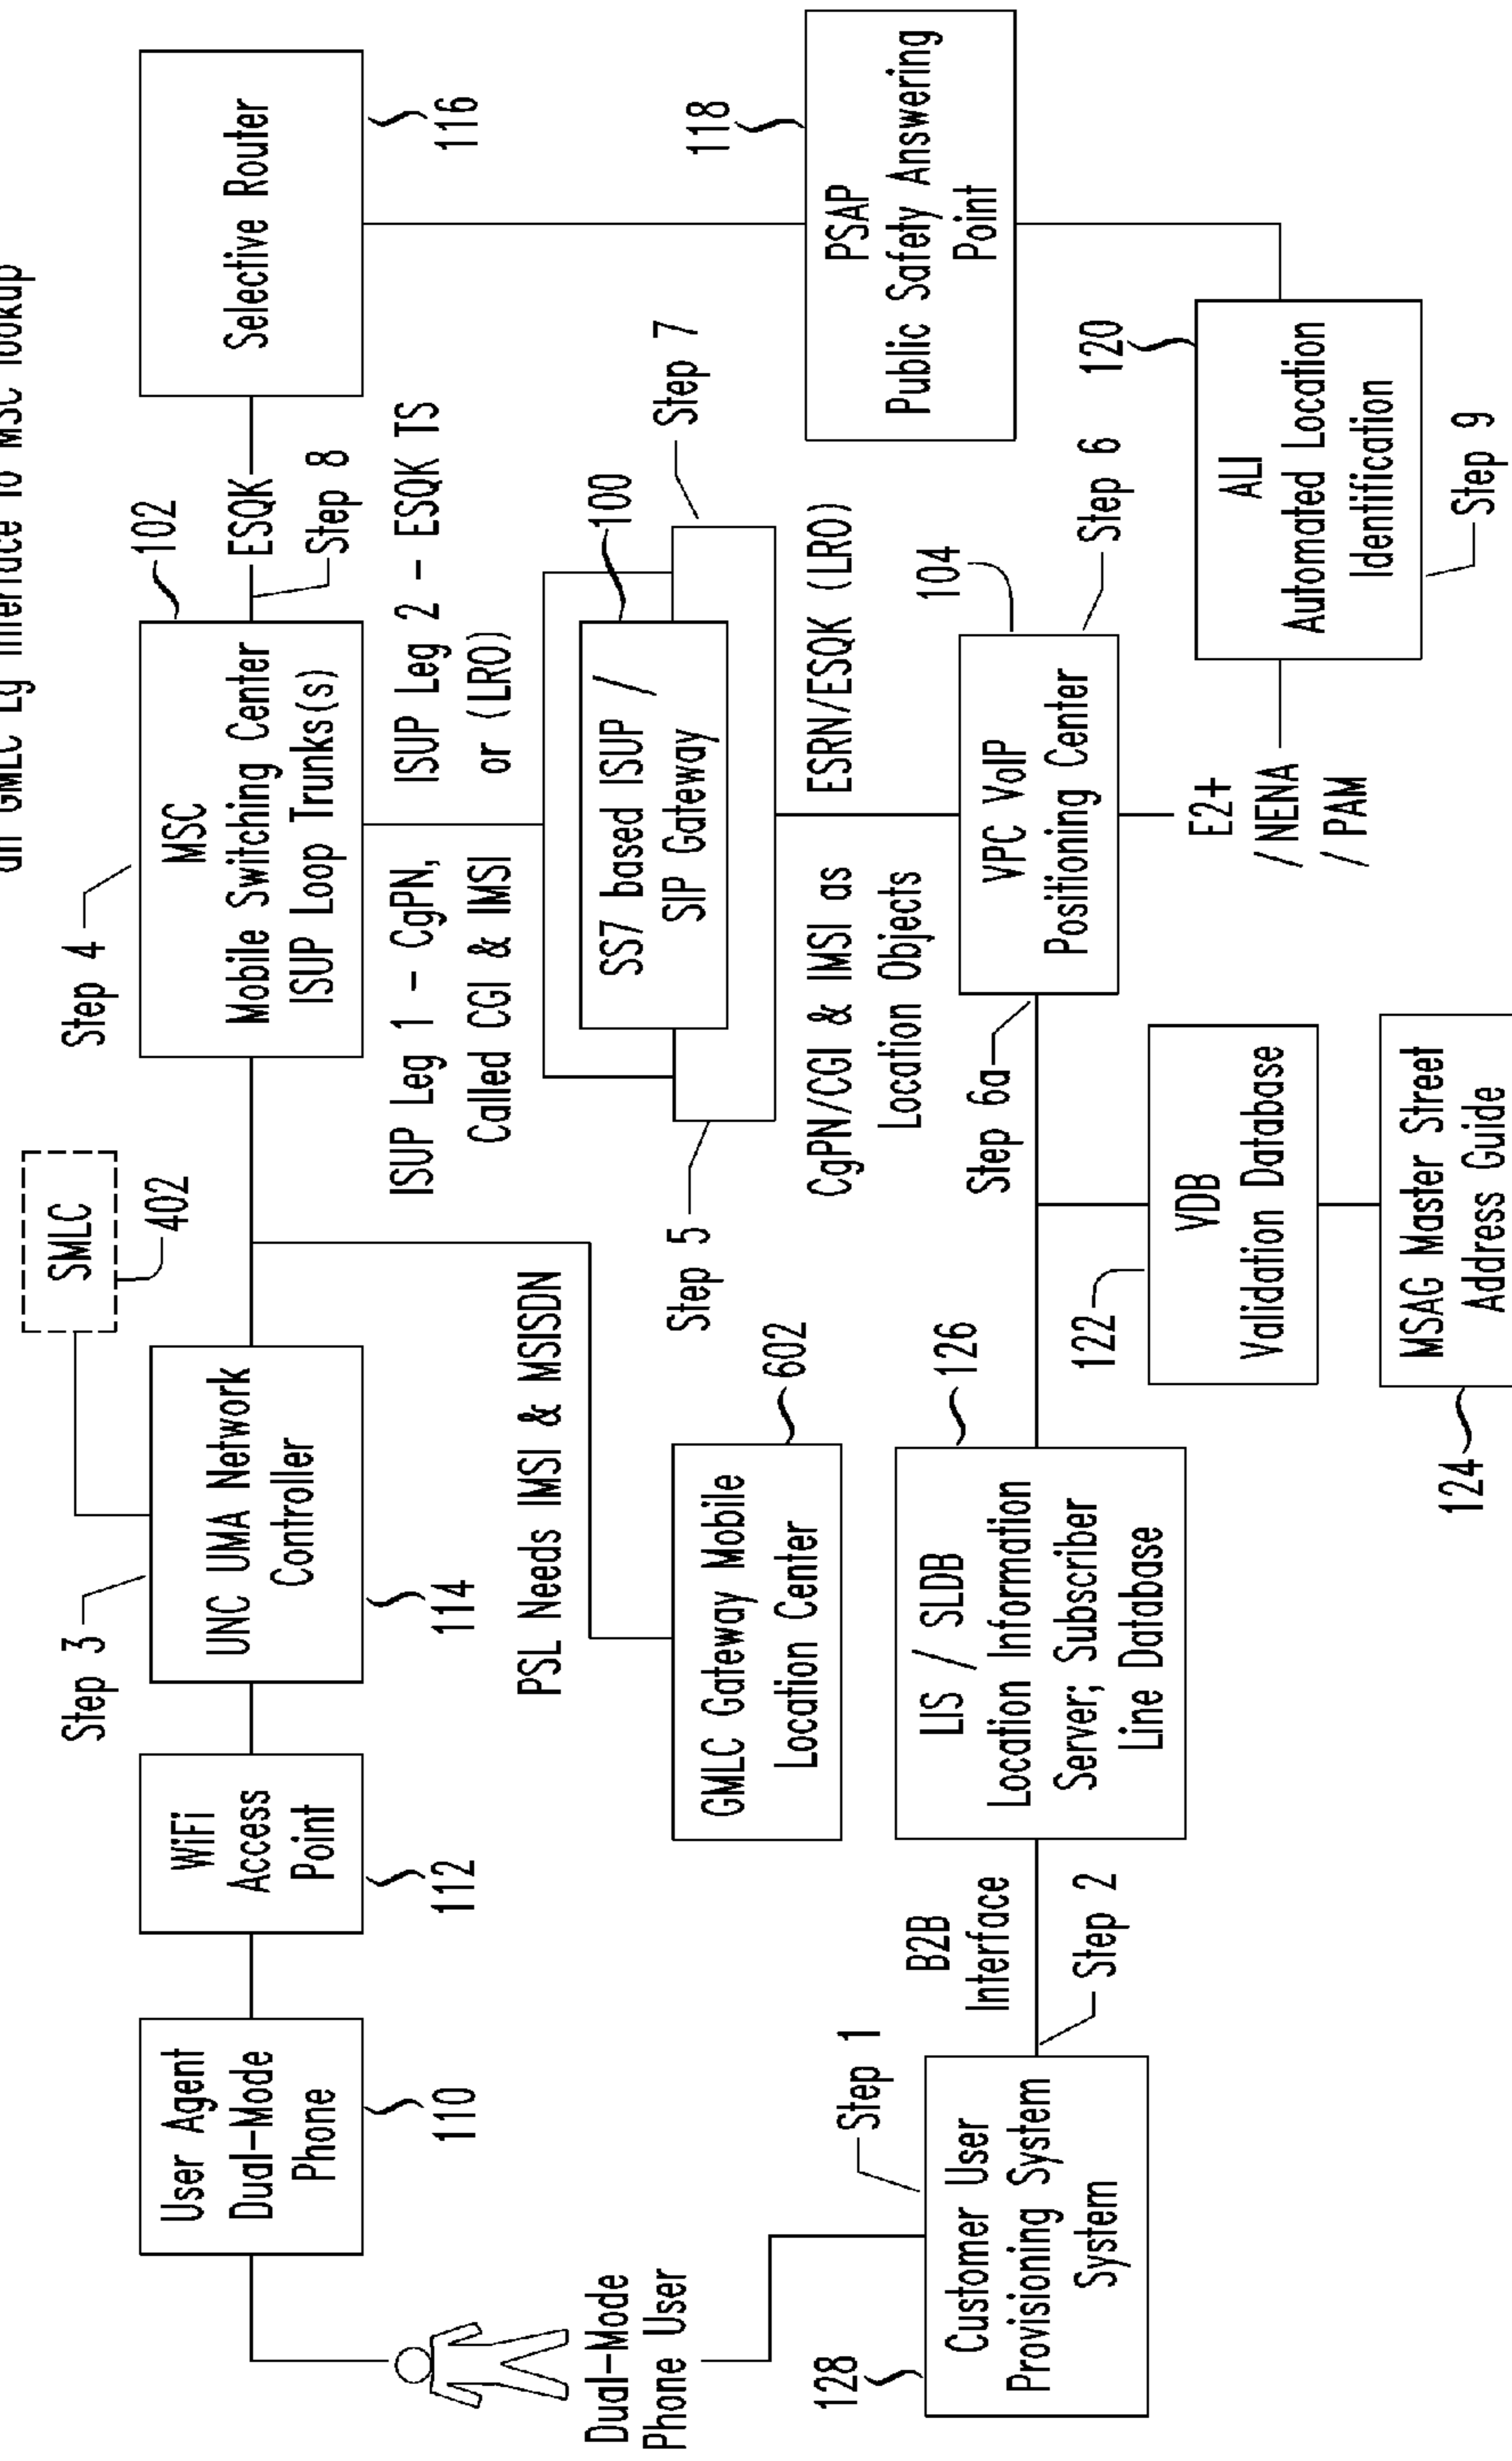 an GMLC Lg Interface to MSC lookup
Step 3
SMLC
402
Step 4
User Agent
Dual-Mode
Phone
110
WiFi
Access
Point
112
UNC UMA Network
Controller
114
MSC
Mobile Switching Center
ISUP Loop Trunks(s)
102
ESQK
Step 8
Selective Router
116
Dual-Mode
Phone User
PSL Needs IMSI & MSISDN
ISUP Leg 1 - CgPN,
Called CGI & IMSI
ISUP Leg 2 - ESQK TS
or (LRO)
GMLC Gateway Mobile
Location Center
602
Step 5
SS7 based ISUP /
SIP Gateway
100
Step 7
118
PSAP
Public Safety Answering
Point
128
Step 1
Customer User
Provisioning System
System
B2B
Interface
Step 2
LIS / SLDB
Location Information
Server; Subscriber
Line Database
126
CgPN/CGI & IMSI as
Location Objects
ESRN/ESQK (LRO)
Step 6a
104
VPC VoIP
Positioning Center
Step 6
122
VDB
Validation Database
E2+
/NENA
/ PAM
120
ALI
Automated Location
Identification
Step 9
124
MSAG Master Street
Address Guide